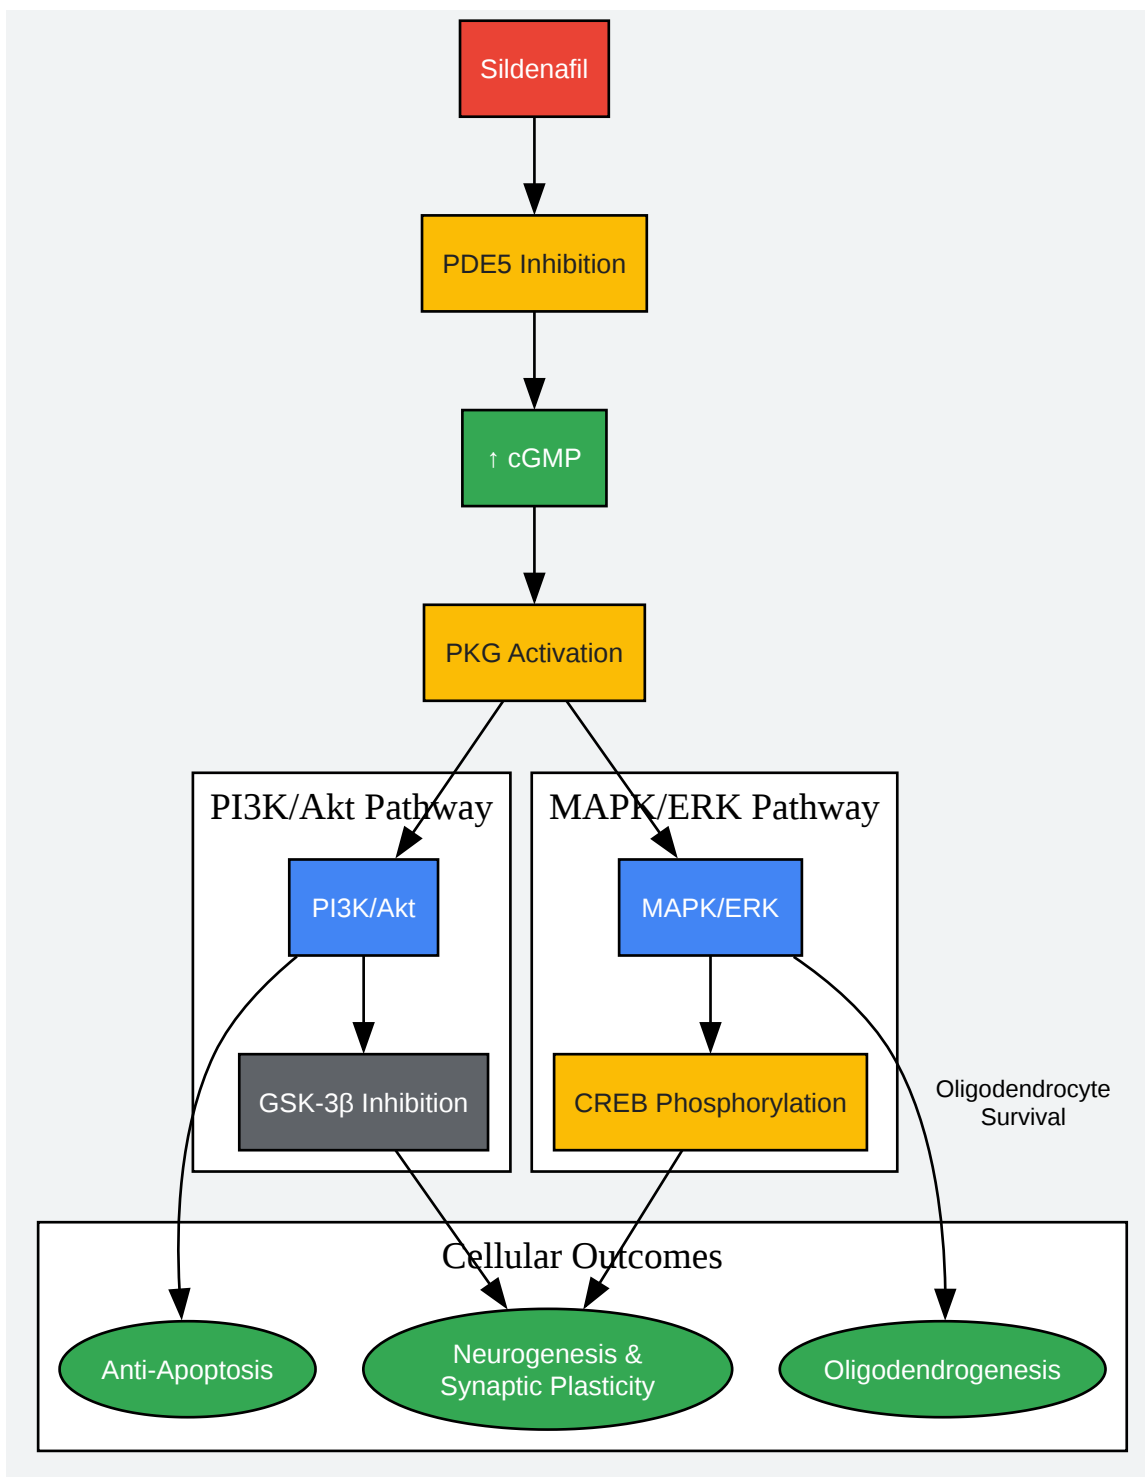 Sildenafil
PDE5 Inhibition
↑ cGMP
PKG Activation
PI3K/Akt Pathway
MAPK/ERK Pathway
PI3K/Akt
MAPK/ERK
GSK-3β Inhibition
CREB Phosphorylation
Oligodendrocyte
Survival
Cellular Outcomes
Anti-Apoptosis
Neurogenesis &
Synaptic Plasticity
Oligodendrogenesis